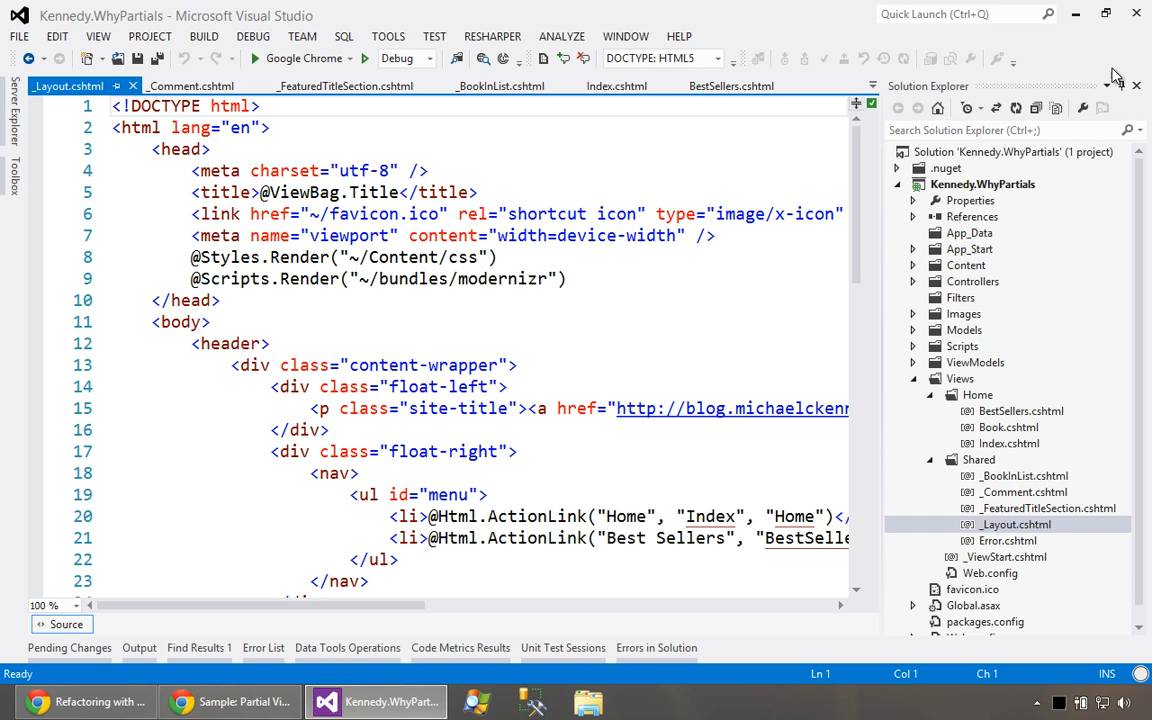 Kennedy.WhyPartials - Microsoft Visual Studio
Quick Launch (Ctrl+Q)
FILE EDIT VIEW PROJECT BUILD DEBUG TEAM SQL TOOLS TEST RESHARPER ANALYZE WINDOW HELP
Google Chrome Debug DOCTYPE: HTML5
_Layout.cshtml _Comment.cshtml _FeaturedTitleSection.cshtml _BookInList.cshtml Index.cshtml BestSellers.cshtml
Server Explorer
Toolbox
1 <!DOCTYPE html>
2 <html lang="en">
3 <head>
4 <meta charset="utf-8" />
5 <title>@ViewBag.Title</title>
6 <link href="~/favicon.ico" rel="shortcut icon" type="image/x-icon"
7 <meta name="viewport" content="width=device-width" />
8 @Styles.Render("~/Content/css")
9 @Scripts.Render("~/bundles/modernizr")
10 </head>
11 <body>
12 <header>
13 <div class="content-wrapper">
14 <div class="float-left">
15 <p class="site-title"><a href="http://blog.michaelckenn
16 </div>
17 <div class="float-right">
18 <nav>
19 <ul id="menu">
20 <li>@Html.ActionLink("Home", "Index", "Home")</
21 <li>@Html.ActionLink("Best Sellers", "BestSelle
22 </ul>
23 </nav>
100 %
Source
Solution Explorer
Search Solution Explorer (Ctrl+;)
Solution 'Kennedy.WhyPartials' (1 project)
.nuget
Kennedy.WhyPartials
Properties
References
App_Data
App_Start
Content
Controllers
Filters
Images
Models
Scripts
ViewModels
Views
Home
BestSellers.cshtml
Book.cshtml
Index.cshtml
Shared
_BookInList.cshtml
_Comment.cshtml
_FeaturedTitleSection.cshtml
_Layout.cshtml
Error.cshtml
_ViewStart.cshtml
Web.config
favicon.ico
Global.asax
packages.config
Pending Changes Output Find Results 1 Error List Data Tools Operations Code Metrics Results Unit Test Sessions Errors in Solution
Ready Ln 1 Col 1 Ch 1 INS
Refactoring with ... Sample: Partial Vi... Kennedy.WhyPart...